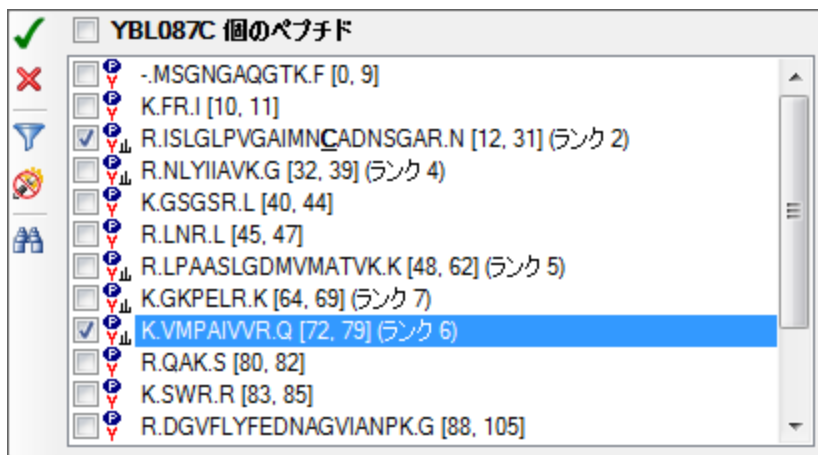 YBL087C 個のペプチド
-.MSGNGAQGTK.F [0, 9]
K.FR.I [10, 11]
R.ISLGLPVGAIMNCADNSGAR.N [12, 31] (ランク 2)
R.NLYIIAVK.G [32, 39] (ランク 4)
K.GSGSR.L [40, 44]
R.LNR.L [45, 47]
R.LPAASLGDMVMATVK.K [48, 62] (ランク 5)
K.GKPELR.K [64, 69] (ランク 7)
K.VMPAIVVR.Q [72, 79] (ランク 6)
R.QAK.S [80, 82]
K.SWR.R [83, 85]
R.DGVFLYFEDNAGVIANPK.G [88, 105]